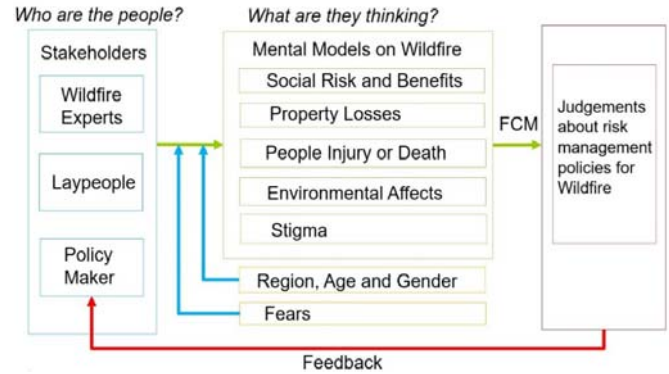 Who are the people?
What are they thinking?
Stakeholders
Wildfire
Experts
Laypeople
Policy
Maker
Mental Models on Wildfire
Social Risk and Benefits
Property Losses
People Injury or Death
Environmental Affects
Stigma
Region, Age and Gender
Fears
FCM
Judgements
about risk
management
policies for
Wildfire
Feedback